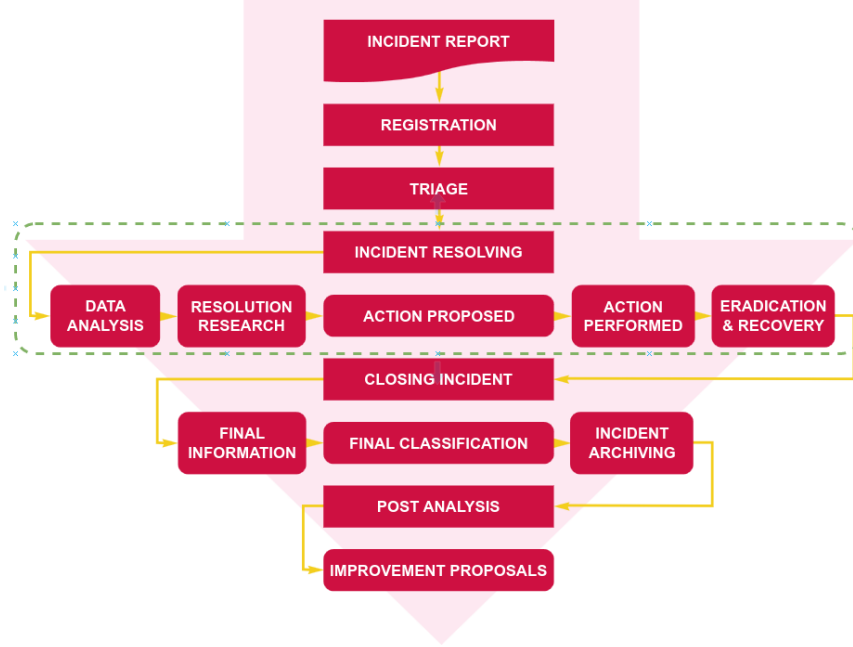 INCIDENT REPORT
REGISTRATION
TRIAGE
INCIDENT RESOLVING
DATA
ANALYSIS
RESOLUTION
RESEARCH
ACTION PROPOSED
ACTION
PERFORMED
ERADICATION
& RECOVERY
CLOSING INCIDENT
FINAL
INFORMATION
FINAL CLASSIFICATION
INCIDENT
ARCHIVING
POST ANALYSIS
IMPROVEMENT PROPOSALS